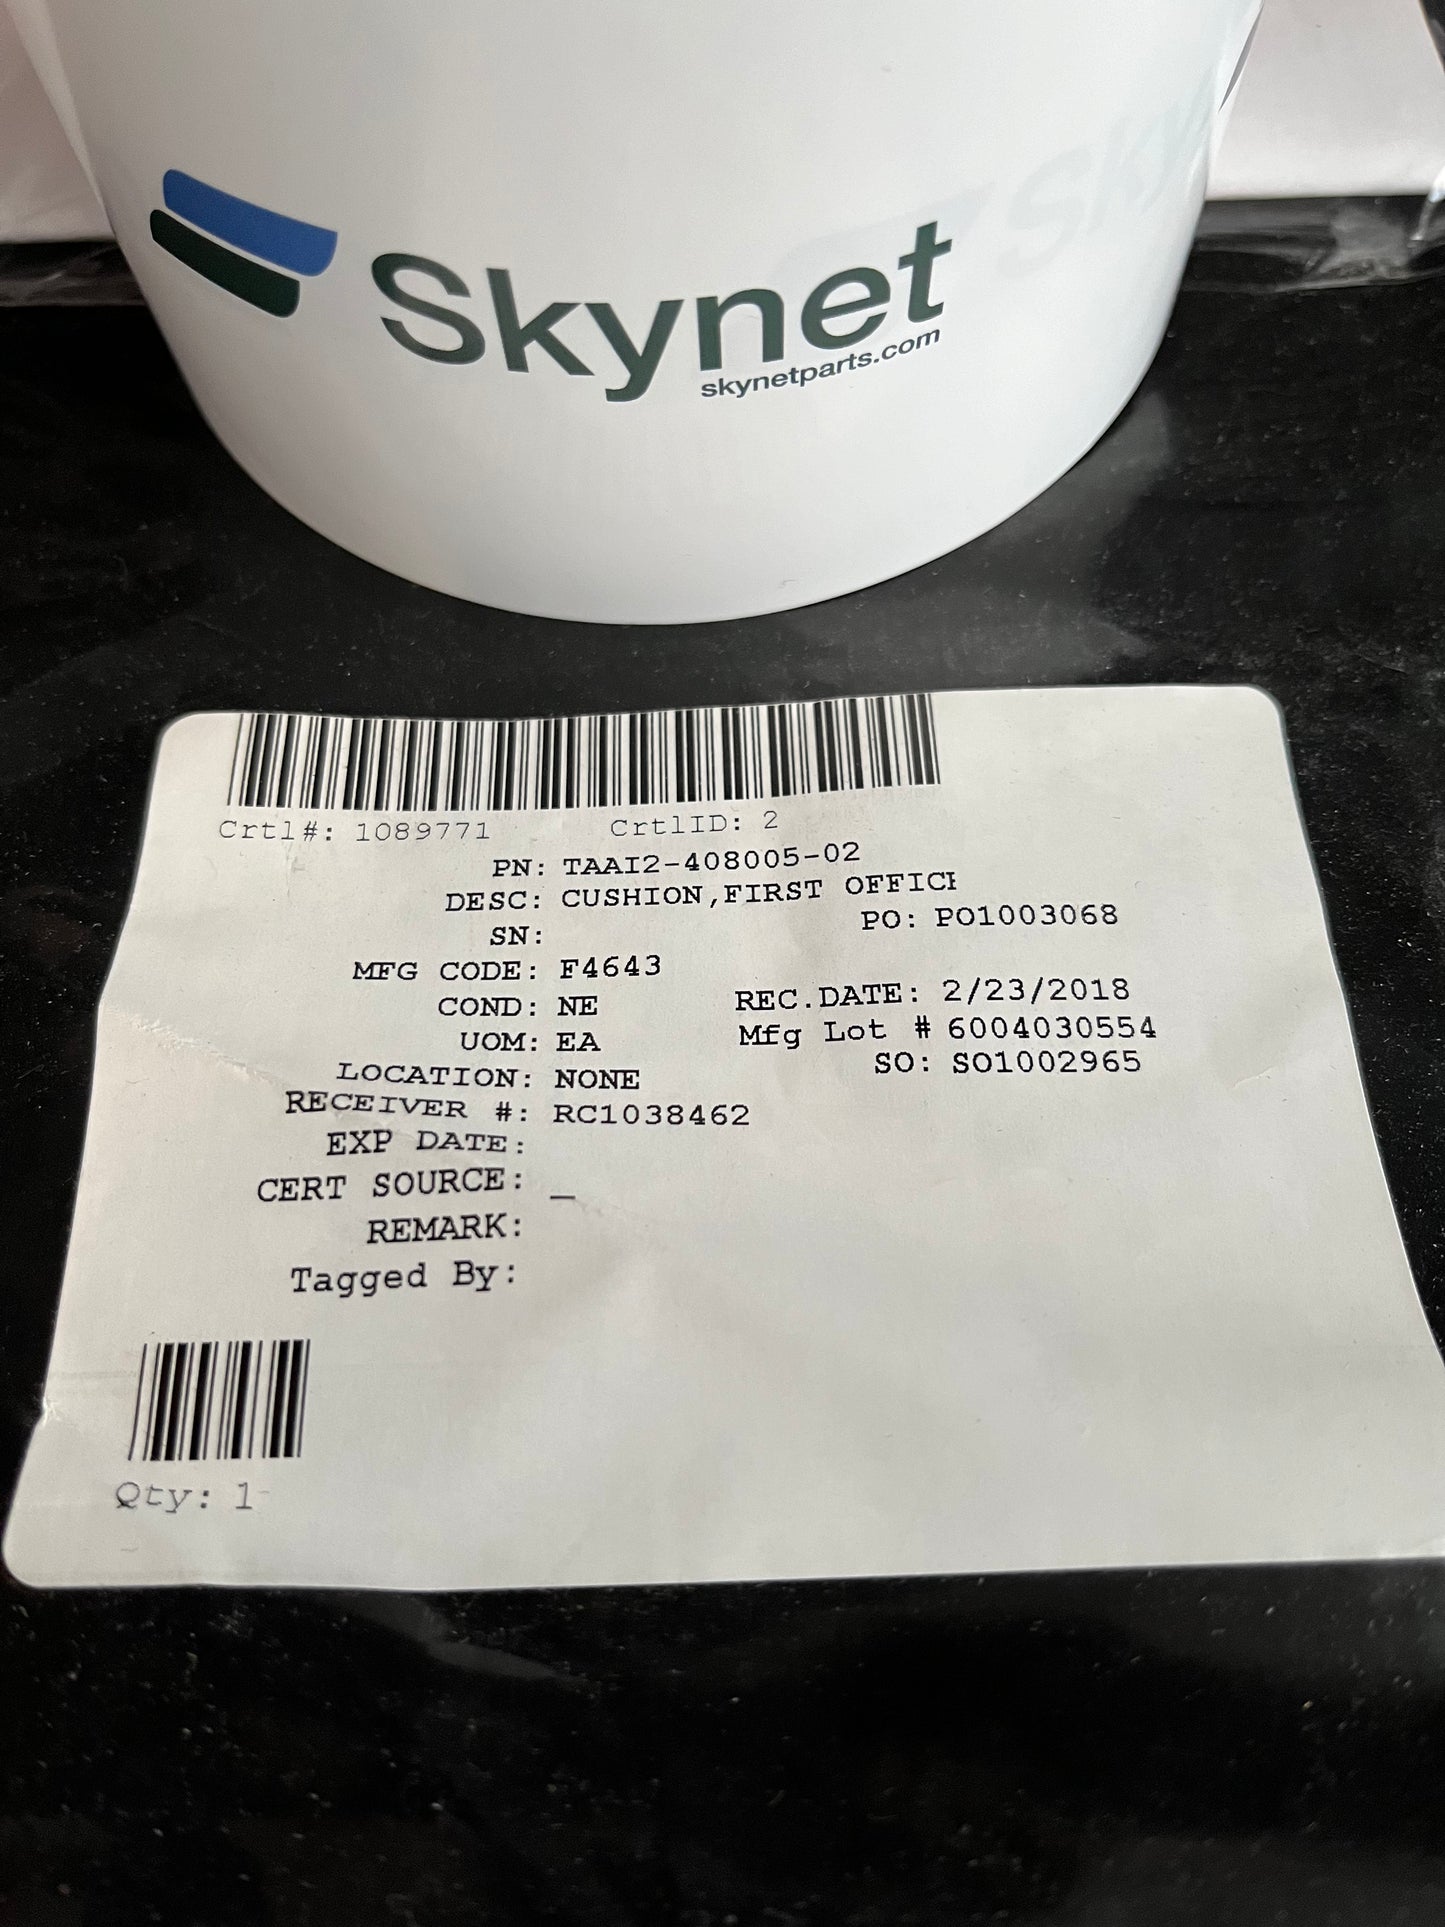 Skynet
skynetparts.com
Sky
Crtl#: 1089771 CrtlID: 2
PN: TAAI2-408005-02
DESC: CUSHION,FIRST OFFICE
SN: PO: PO1003068
MFG CODE: F4643
COND: NE REC.DATE: 2/23/2018
UOM: EA Mfg Lot # 6004030554
LOCATION: NONE SO: SO1002965
RECEIVER #: RC1038462
EXP DATE:
CERT SOURCE: _
REMARK:
Tagged By:
Qty: 1